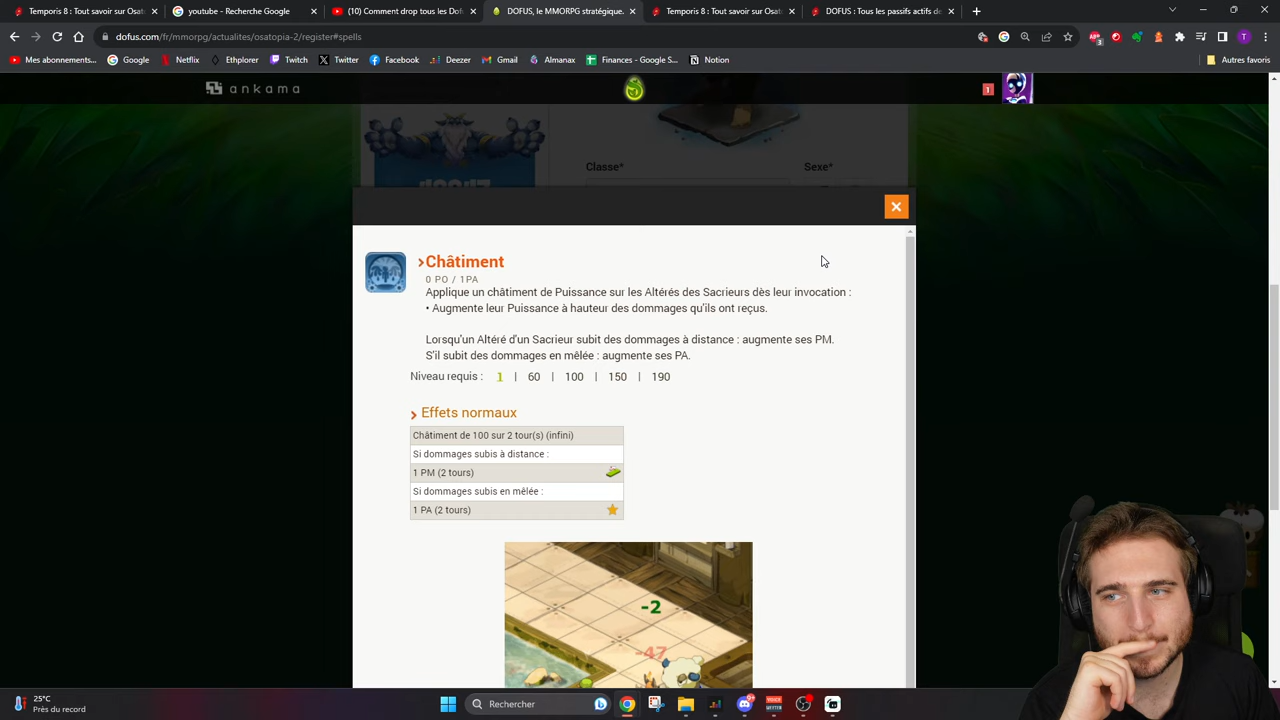 Temporis 8 : Tout savoir sur Osat
youtube - Recherche Google
(10) Comment drop tous les Dof
DOFUS, le MMORPG stratégique.
Temporis 8 : Tout savoir sur Osat
DOFUS : Tous les passifs actifs de
dofus.com/fr/mmorpg/actualites/osatopia-2/register#spells
3
T
Mes abonnements...
Google
Netflix
Ethplorer
Twitch
Twitter
Facebook
Deezer
Gmail
Almanax
Finances - Google S...
Notion
Autres favoris
ankama
1
Classe*
Sexe*
Châtiment
0 PO / 1PA
Applique un châtiment de Puissance sur les Altérés des Sacrieurs dès leur invocation :
• Augmente leur Puissance à hauteur des dommages qu'ils ont reçus.
Lorsqu'un Altéré d'un Sacrieur subit des dommages à distance : augmente ses PM.
S'il subit des dommages en mêlée : augmente ses PA.
Niveau requis : 1 | 60 | 100 | 150 | 190
Effets normaux
Châtiment de 100 sur 2 tour(s) (infini)
Si dommages subis à distance :
1 PM (2 tours)
Si dommages subis en mêlée :
1 PA (2 tours)
-2
-47
25°C
Près du record
Rechercher